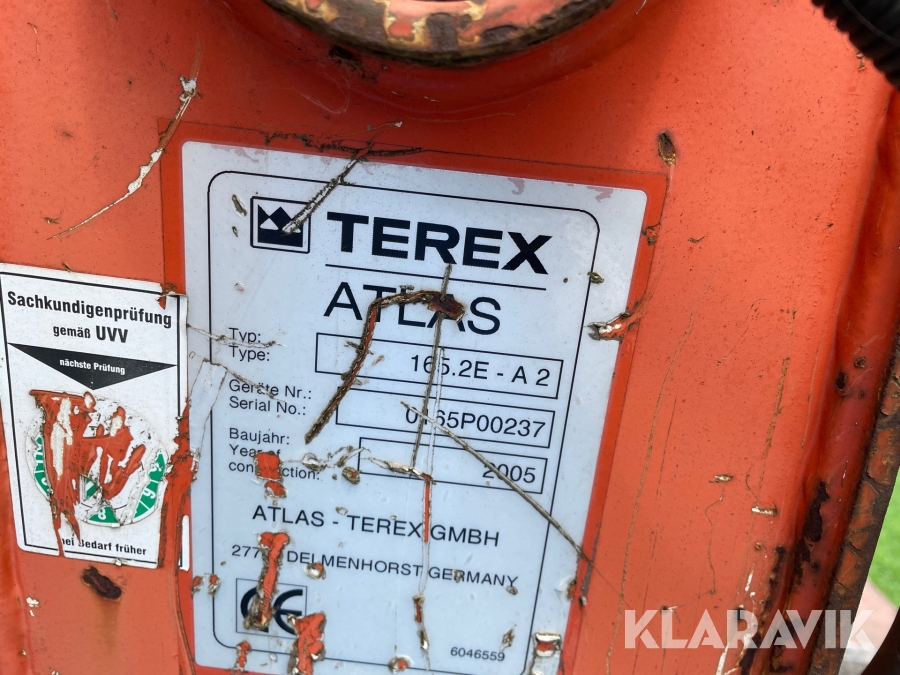 TEREX
ATLAS
Typ:
Type:
165.2E - A 2
Geräte Nr.:
Serial No.:
Baujahr:
Year of
construction:
2005
ATLAS - TEREX GMBH
DELMENHORST GERMANY
CE
6046559
Sachkundigenprüfung
gemäß UVV
nächste Prüfung
bei Bedarf früher
KLARAVIK